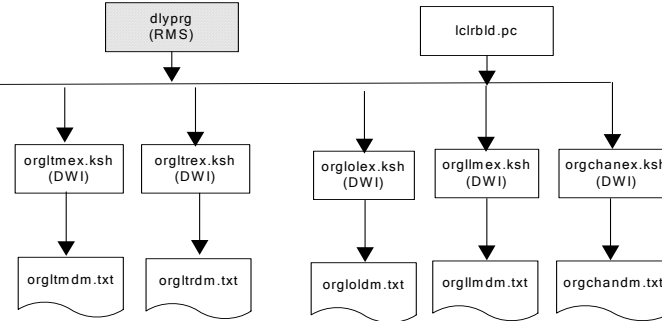 dlyprg
(RMS)
lclrbld.pc
orgltmex.ksh
(DWI)
orgltrex.ksh
(DWI)
orglolex.ksh
(DWI)
orgllmex.ksh
(DWI)
orgchanex.ksh
(DWI)
orgltmdm.txt
orgltrdm.txt
orgloldm.txt
orgllmdm.txt
orgchandm.txt